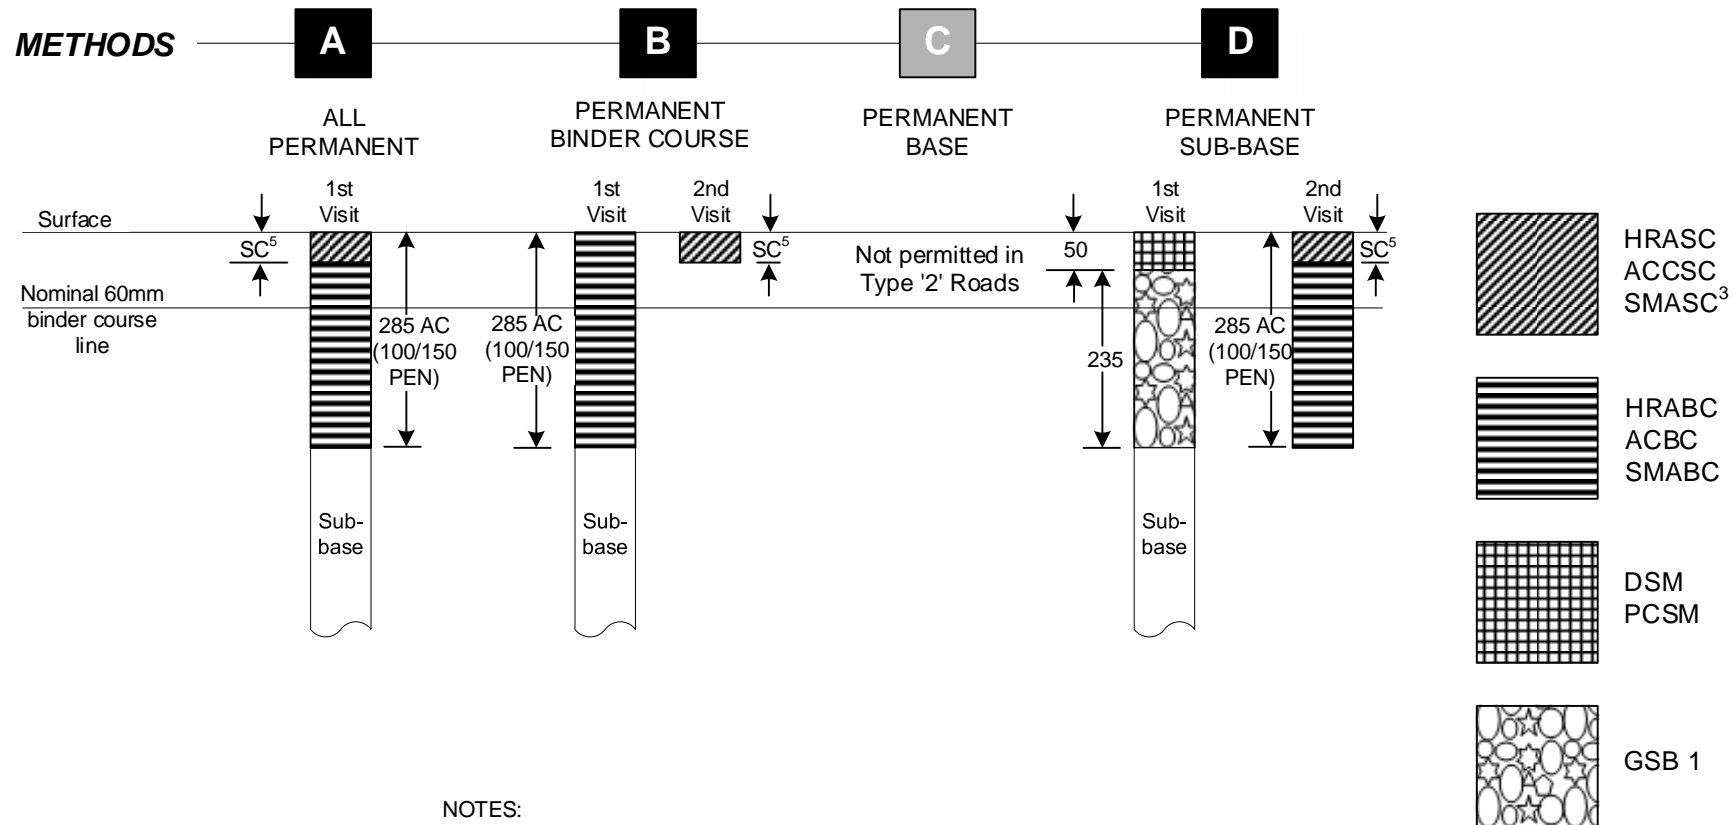 METHODS
A
B
C
D
ALL
PERMANENT
PERMANENT
BINDER COURSE
PERMANENT
BASE
PERMANENT
SUB-BASE
1st
Visit
1st
Visit
2nd
Visit
1st
Visit
2nd
Visit
Surface
SC⁵
SC⁵
Not permitted in
Type '2' Roads
50
SC⁵
Nominal 60mm
binder course
line
285 AC
(100/150
PEN)
285 AC
(100/150
PEN)
235
285 AC
(100/150
PEN)
Sub-
base
Sub-
base
Sub-
base
HRASC
ACCSC
SMASC³
HRABC
ACBC
SMABC
DSM
PCSM
GSB 1
NOTES: